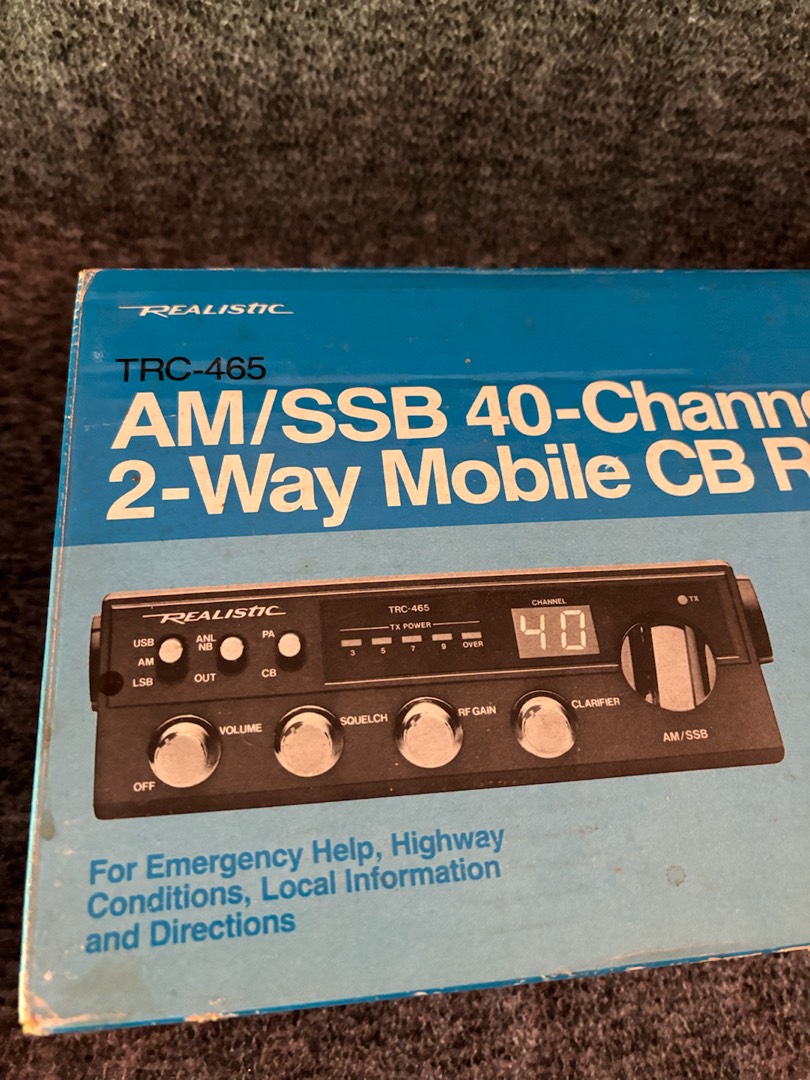 REALISTIC
TRC-465
AM/SSB 40-Chann
2-Way Mobile CB R
REALISTIC
TRC-465
CHANNEL
TX
TX POWER
3 5 7 9 OVER
40
USB
AM
LSB
ANL
NB
OUT
PA
CB
VOLUME
OFF
SQUELCH
RF GAIN
CLARIFIER
AM/SSB
For Emergency Help, Highway
Conditions, Local Information
and Directions